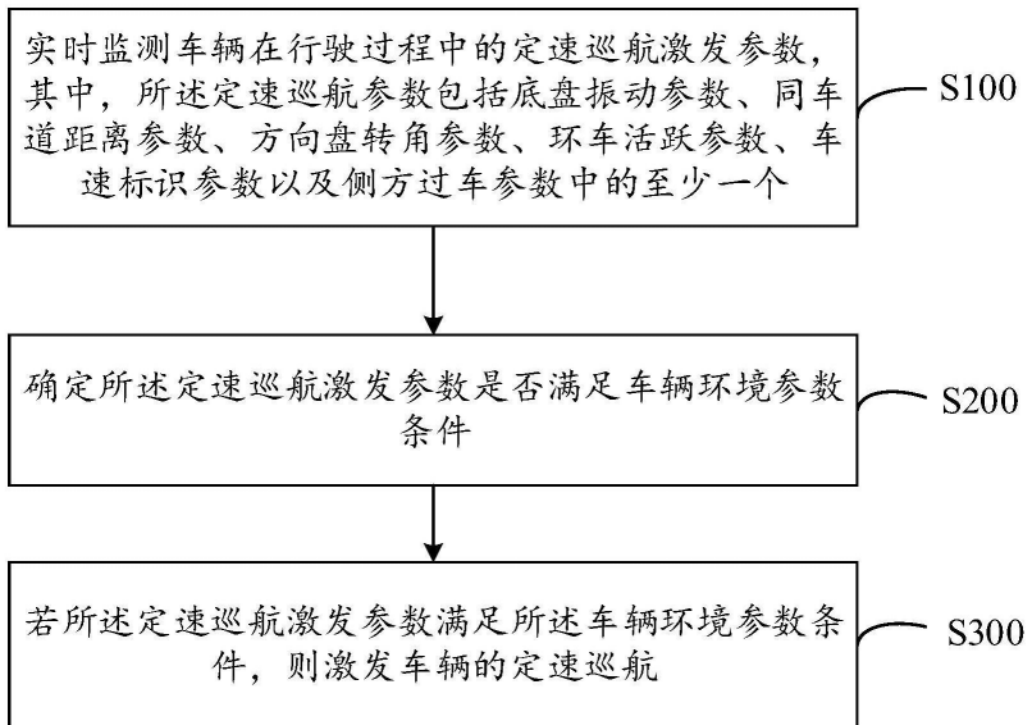 实时监测车辆在行驶过程中的定速巡航激发参数,
其中，所述定速巡航参数包括底盘振动参数、同车
道距离参数、方向盘转角参数、环车活跃参数、车
速标识参数以及侧方过车参数中的至少一个
S100
确定所述定速巡航激发参数是否满足车辆环境参数
条件
S200
若所述定速巡航激发参数满足所述车辆环境参数条
件，则激发车辆的定速巡航
S300